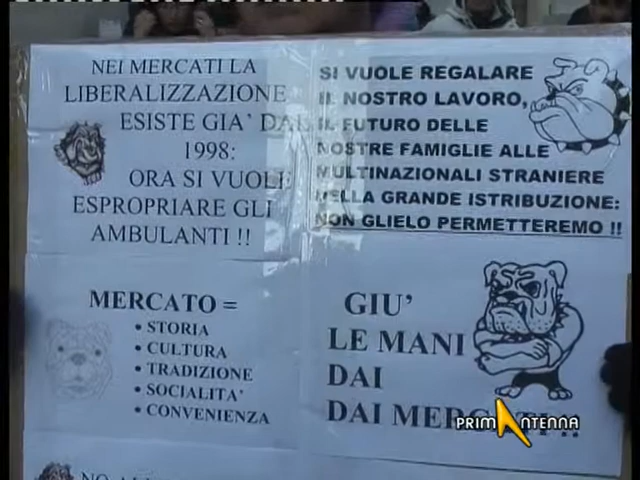 NEI MERCATI LA
LIBERALIZZAZIONE
ESISTE GIA' DAL
1998:
ORA SI VUOLE
ESPROPRIARE GLI
AMBULANTI !!
SI VUOLE REGALARE
IL NOSTRO LAVORO,
IL FUTURO DELLE
NOSTRE FAMIGLIE ALLE
MULTINAZIONALI STRANIERE
DELLA GRANDE ISTRIBUZIONE:
NON GLIELO PERMETTEREMO !!
MERCATO =
• STORIA
• CULTURA
• TRADIZIONE
• SOCIALITA'
• CONVENIENZA
GIU'
LE MANI
DAI
DAI MERCATI !!
PRIMANTENNA